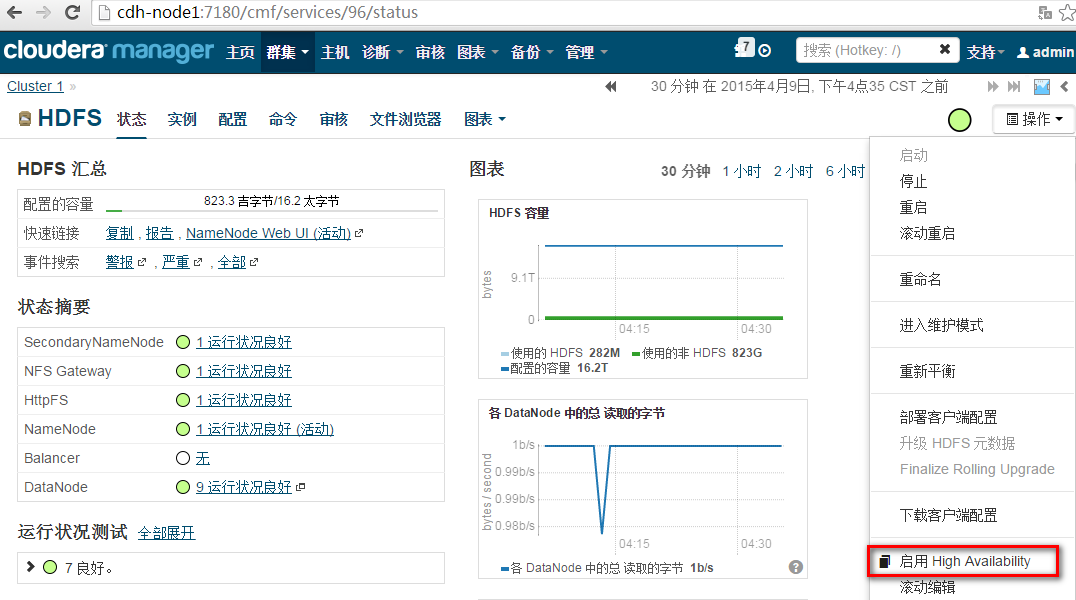 cdh-node1:7180/cmf/services/96/status
cloudera manager 主页 群集 主机 诊断 审核 图表 备份 管理 7 搜索 (Hotkey: /) 支持 admin
Cluster 1 » 30 分钟 在 2015年4月9日, 下午4点35 CST 之前
HDFS 状态 实例 配置 命令 审核 文件浏览器 图表 操作
HDFS 汇总
配置的容量 823.3 吉字节/16.2 太字节
快速链接 复制 , 报告 , NameNode Web UI (活动)
事件搜索 警报 , 严重 , 全部
状态摘要
SecondaryNameNode 1 运行状况良好
NFS Gateway 1 运行状况良好
HttpFS 1 运行状况良好
NameNode 1 运行状况良好 (活动)
Balancer 无
DataNode 9 运行状况良好
运行状况测试 全部展开
7 良好。
图表 30 分钟 1 小时 2 小时 6 小时
HDFS 容量
bytes
9.1T
0
04:15 04:30
使用的 HDFS 282M 使用的非 HDFS 823G
配置的容量 16.2T
各 DataNode 中的总 读取的字节
bytes / second
1b/s
0.99b/s
0.99b/s
0.98b/s
04:15 04:30
各 DataNode 中的总 读取的字节 1b/s ?
启动
停止
重启
滚动重启
重命名
进入维护模式
重新平衡
部署客户端配置
升级 HDFS 元数据
Finalize Rolling Upgrade
下载客户端配置
启用 High Availability
滚动编辑